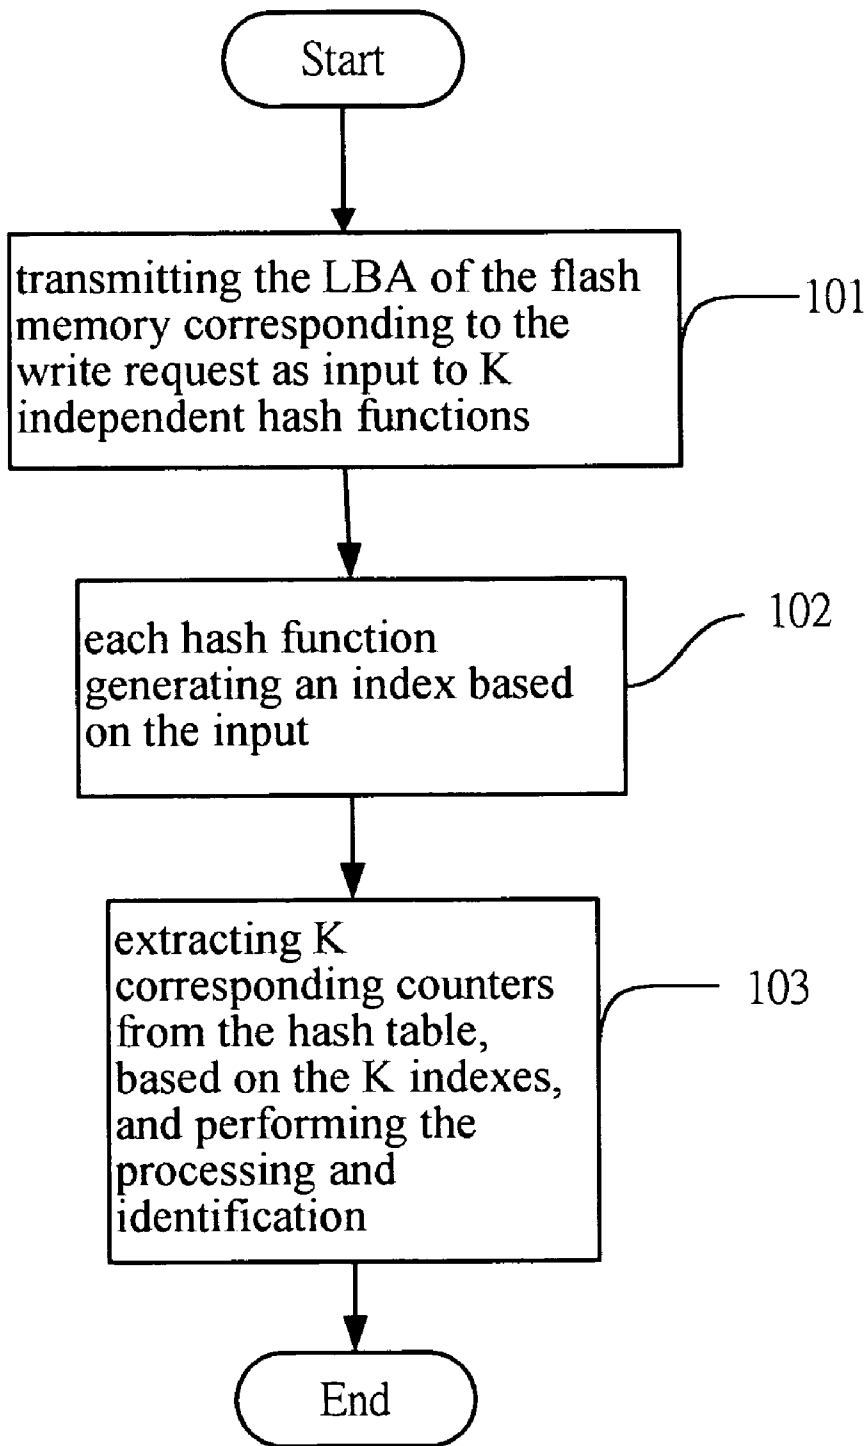 Start
transmitting the LBA of the flash
memory corresponding to the
write request as input to K
independent hash functions
101
each hash function
generating an index based
on the input
102
extracting K
corresponding counters
from the hash table,
based on the K indexes,
and performing the
processing and
identification
103
End